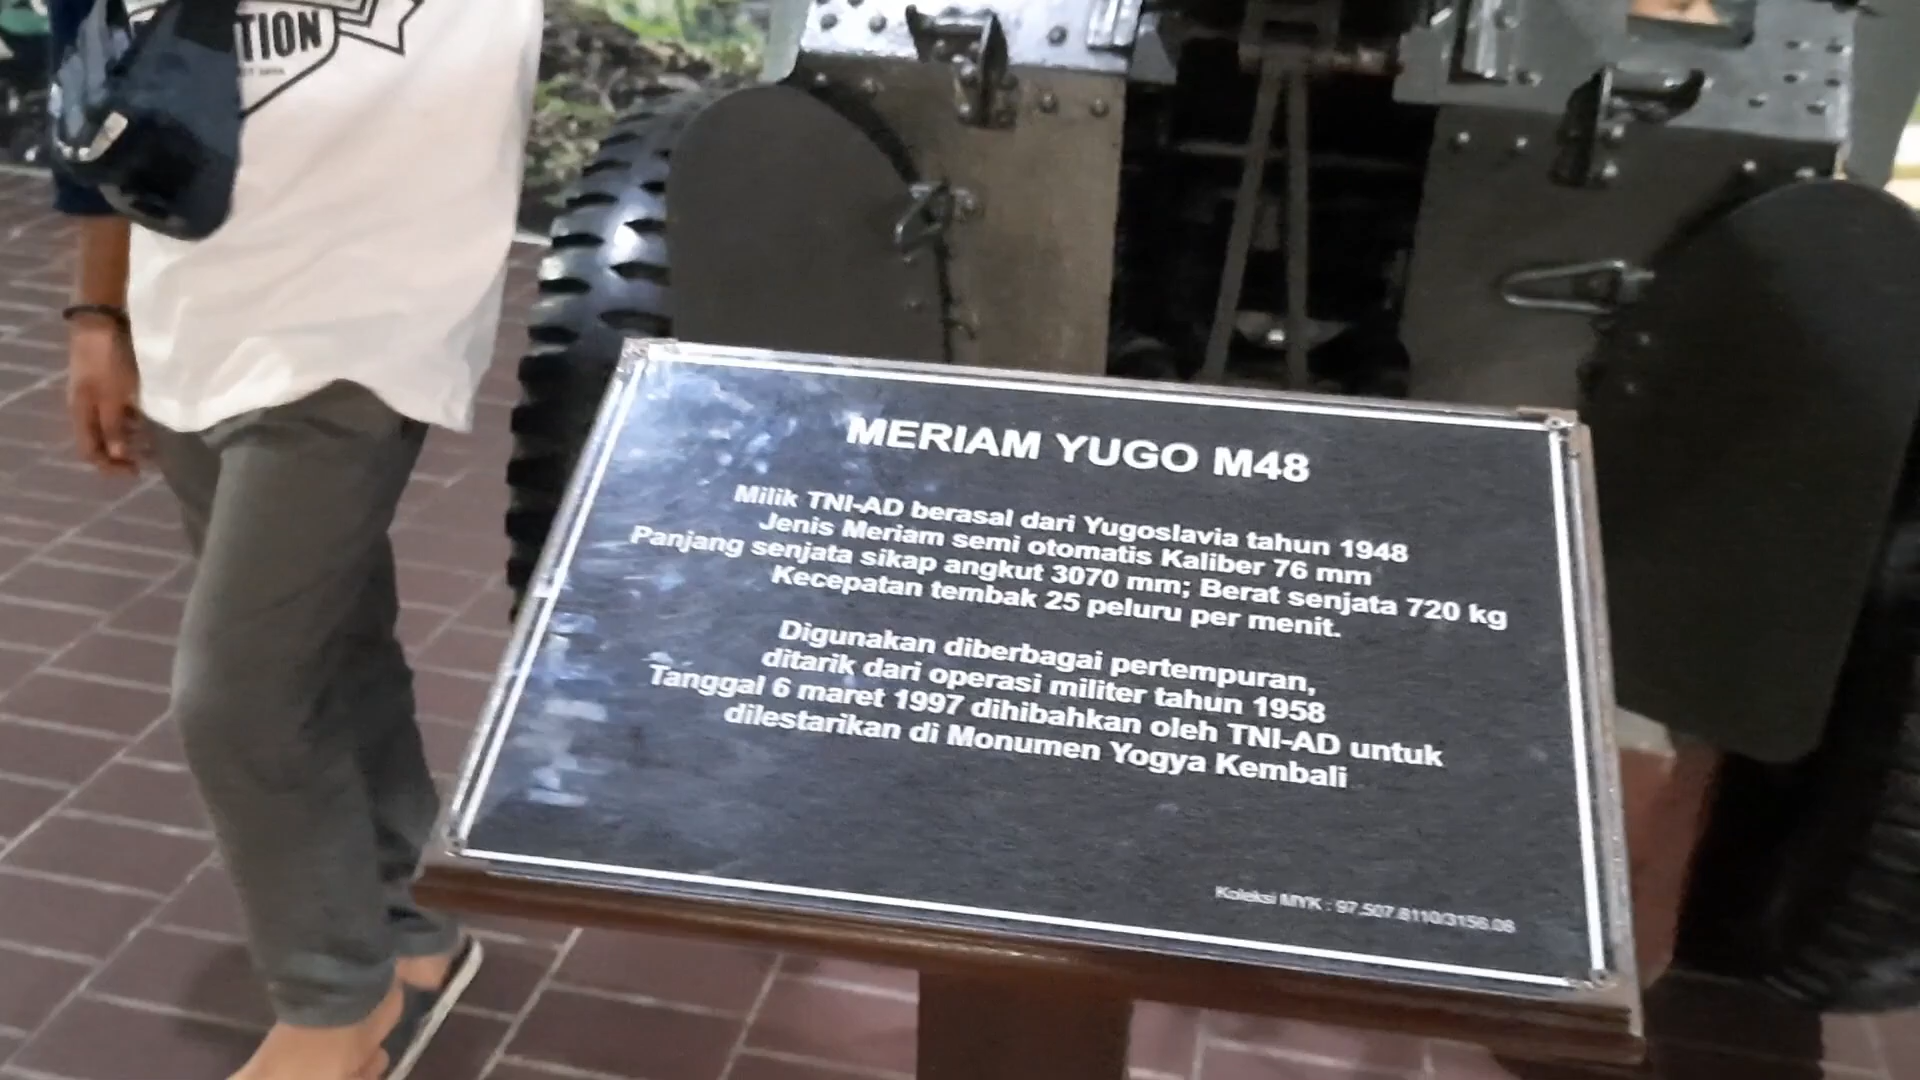 TION
MERIAM YUGO M48
Milik TNI-AD berasal dari Yugoslavia tahun 1948
Jenis Meriam semi otomatis Kaliber 76 mm
Panjang senjata sikap angkut 3070 mm; Berat senjata 720 kg
Kecepatan tembak 25 peluru per menit.
Digunakan diberbagai pertempuran,
ditarik dari operasi militer tahun 1958
Tanggal 6 maret 1997 dihibahkan oleh TNI-AD untuk
dilestarikan di Monumen Yogya Kembali
Koleksi MYK : 97.507.8110/3156.08